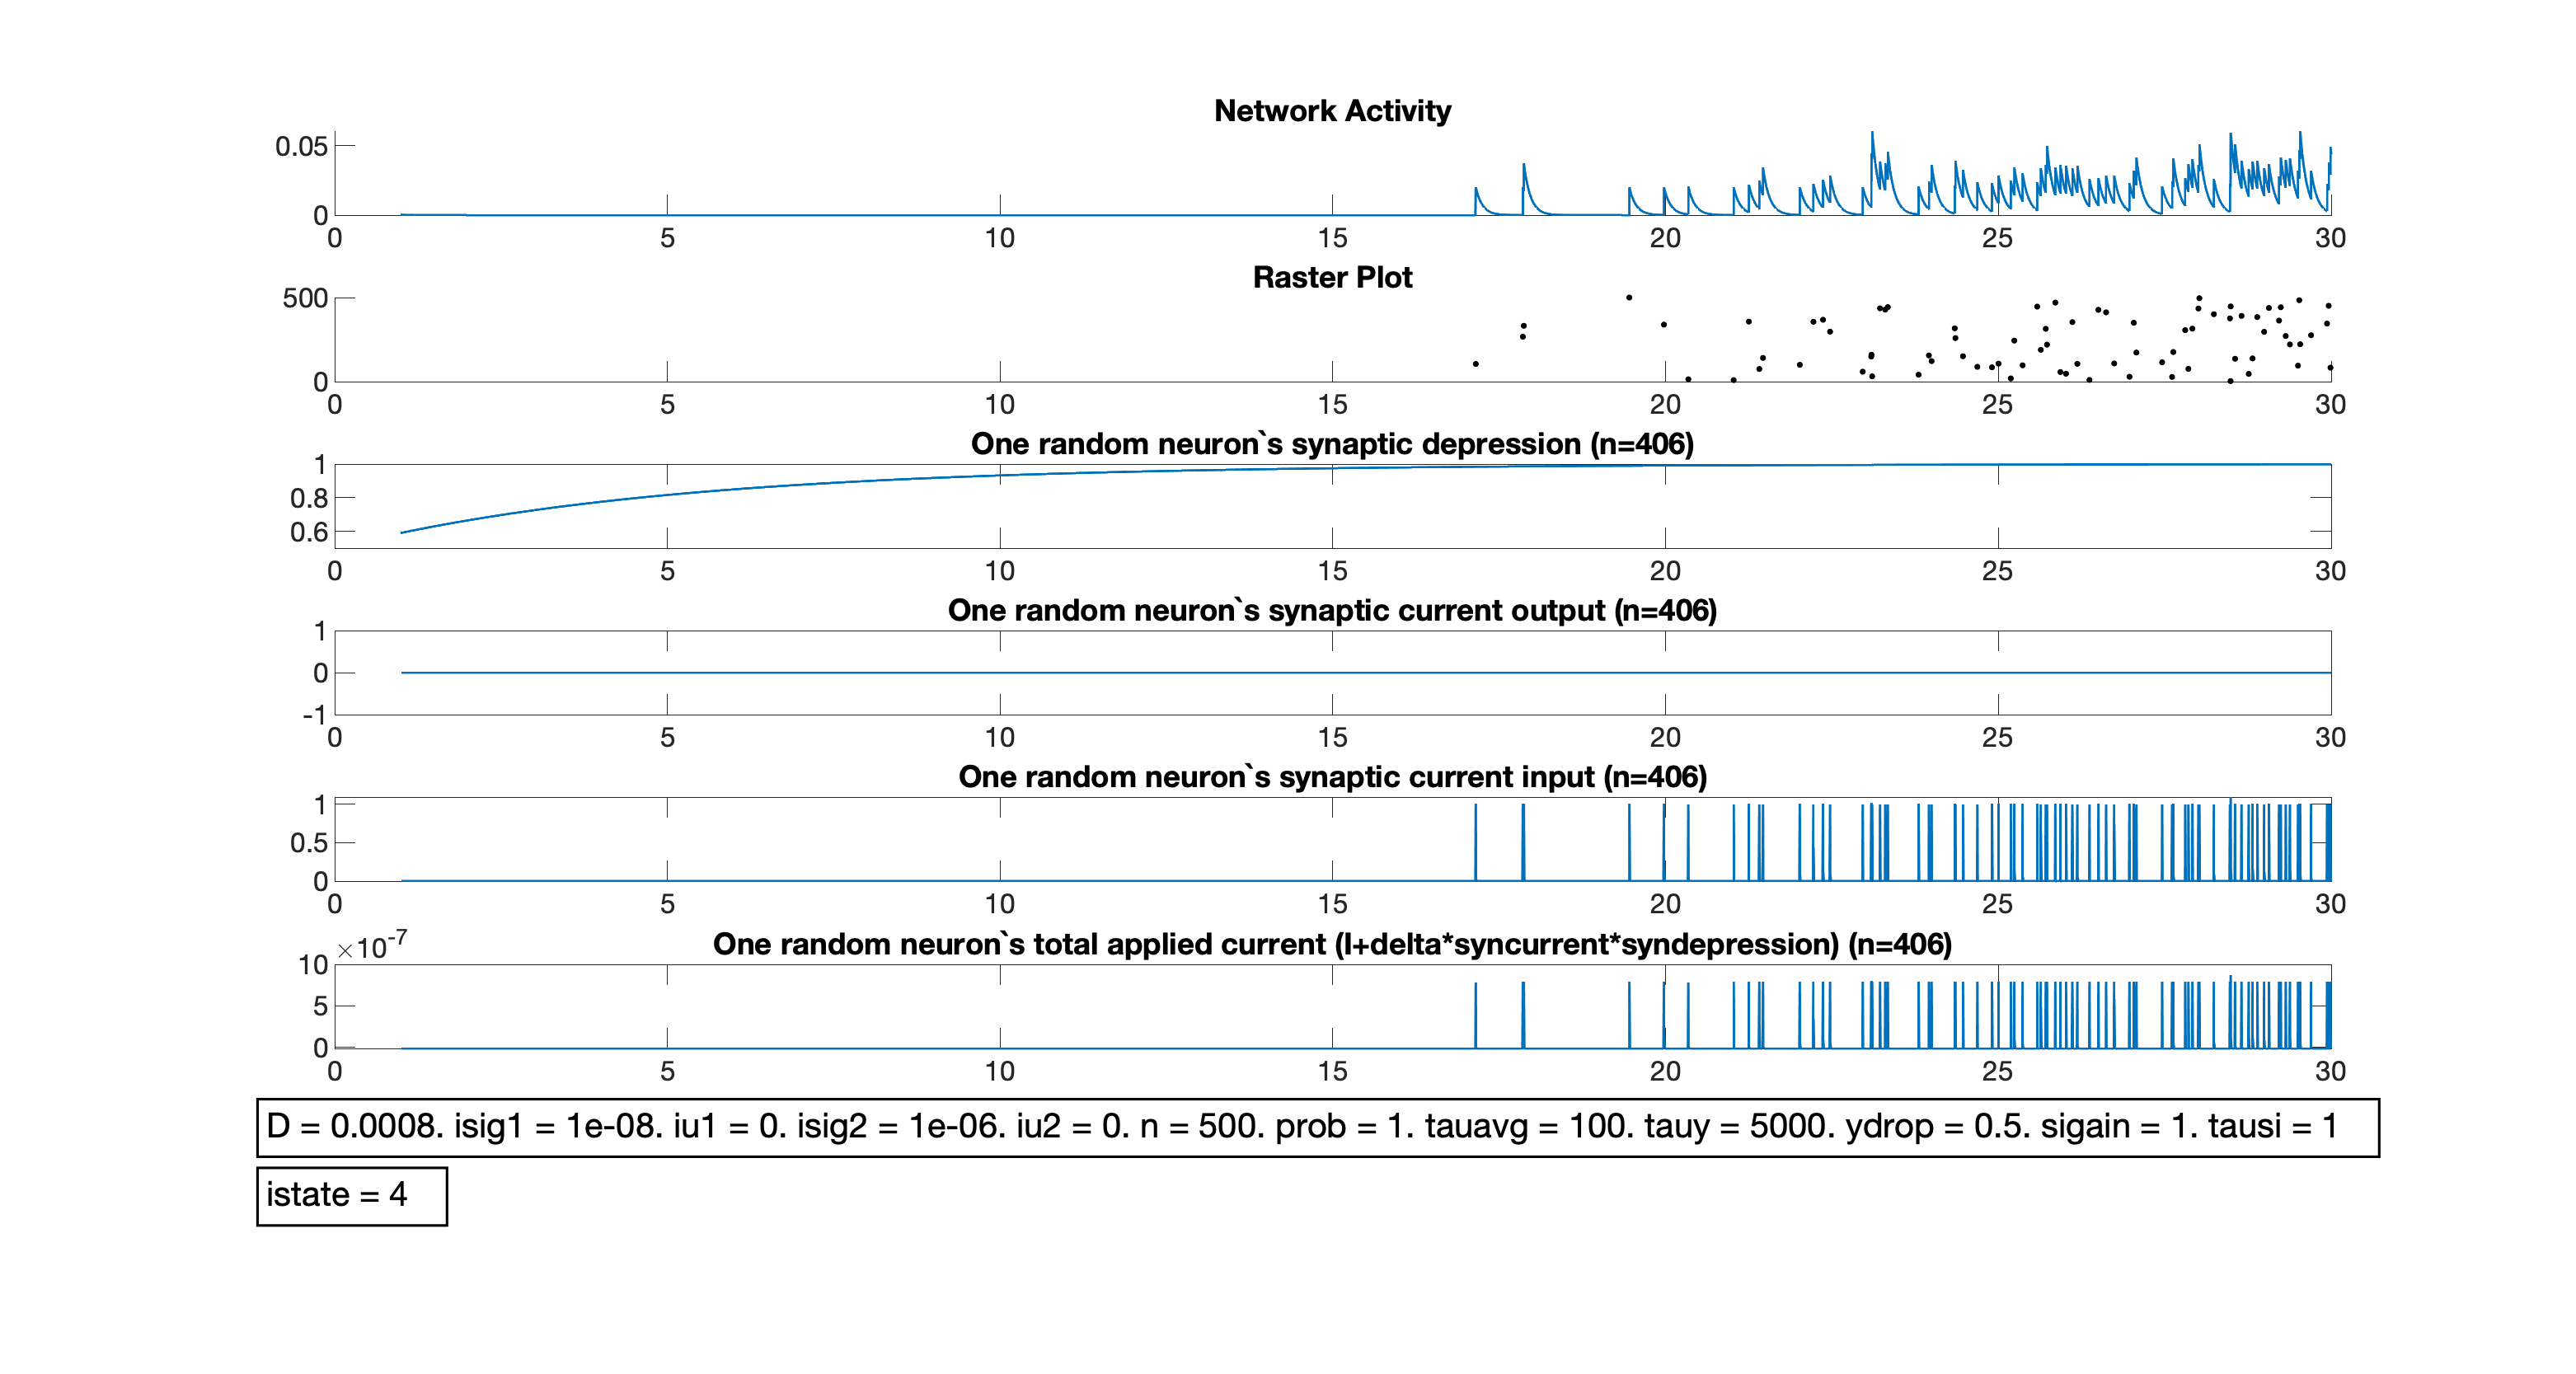 Network Activity
0.05
0
0 5 10 15 20 25 30
Raster Plot
500
0
0 5 10 15 20 25 30
One random neuron`s synaptic depression (n=406)
1
0.8
0.6
0 5 10 15 20 25 30
One random neuron`s synaptic current output (n=406)
1
0
-1
0 5 10 15 20 25 30
One random neuron`s synaptic current input (n=406)
1
0.5
0
0 5 10 15 20 25 30
×10-7
One random neuron`s total applied current (I+delta*syncurrent*syndepression) (n=406)
10
5
0
0 5 10 15 20 25 30
D = 0.0008. isig1 = 1e-08. iu1 = 0. isig2 = 1e-06. iu2 = 0. n = 500. prob = 1. tauavg = 100. tauy = 5000. ydrop = 0.5. sigain = 1. tausi = 1
istate = 4